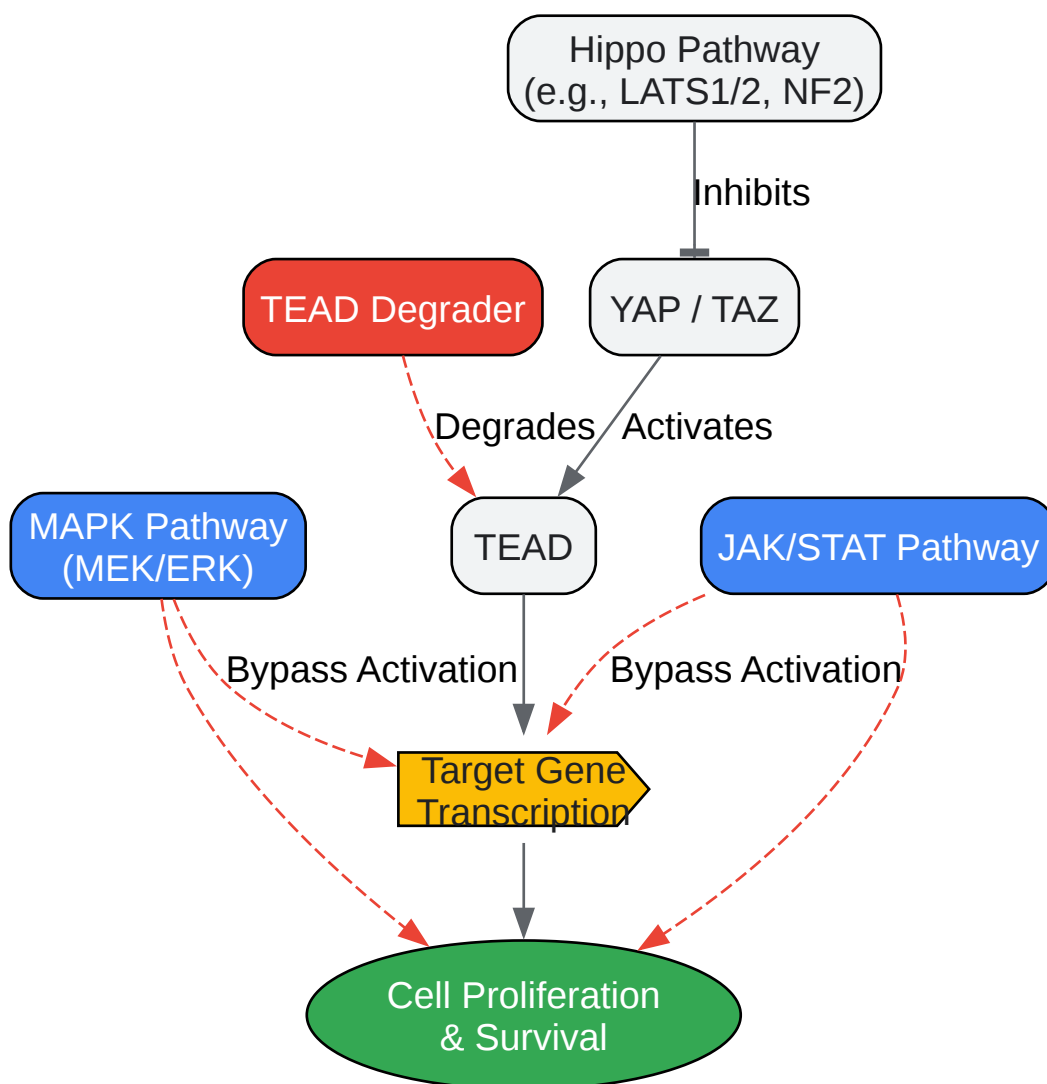 Hippo Pathway
(e.g., LATS1/2, NF2)
Inhibits
TEAD Degrader
YAP / TAZ
Degrades
Activates
MAPK Pathway
(MEK/ERK)
TEAD
JAK/STAT Pathway
Bypass Activation
Bypass Activation
Target Gene
Transcription
Cell Proliferation
& Survival